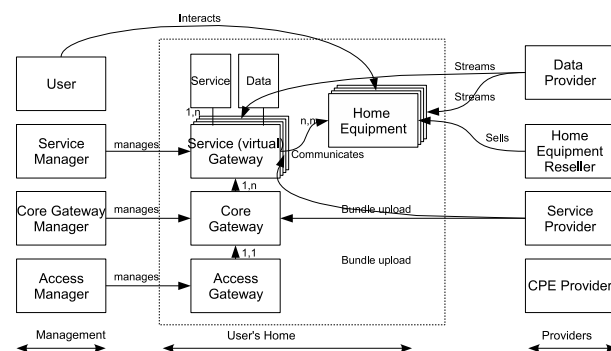 Interacts
User
Service
Data
Streams
Data
Provider
1,n
Streams
n,n
Home
Equipment
Service
Manager
manages
Service (virtual)
Gateway
Communicates
Sells
Home
Equipment
Reseller
1,n
Core Gateway
Manager
manages
Core
Gateway
Bundle upload
Service
Provider
1,1
Bundle upload
Access
Manager
manages
Access
Gateway
CPE Provider
Management
User's Home
Providers